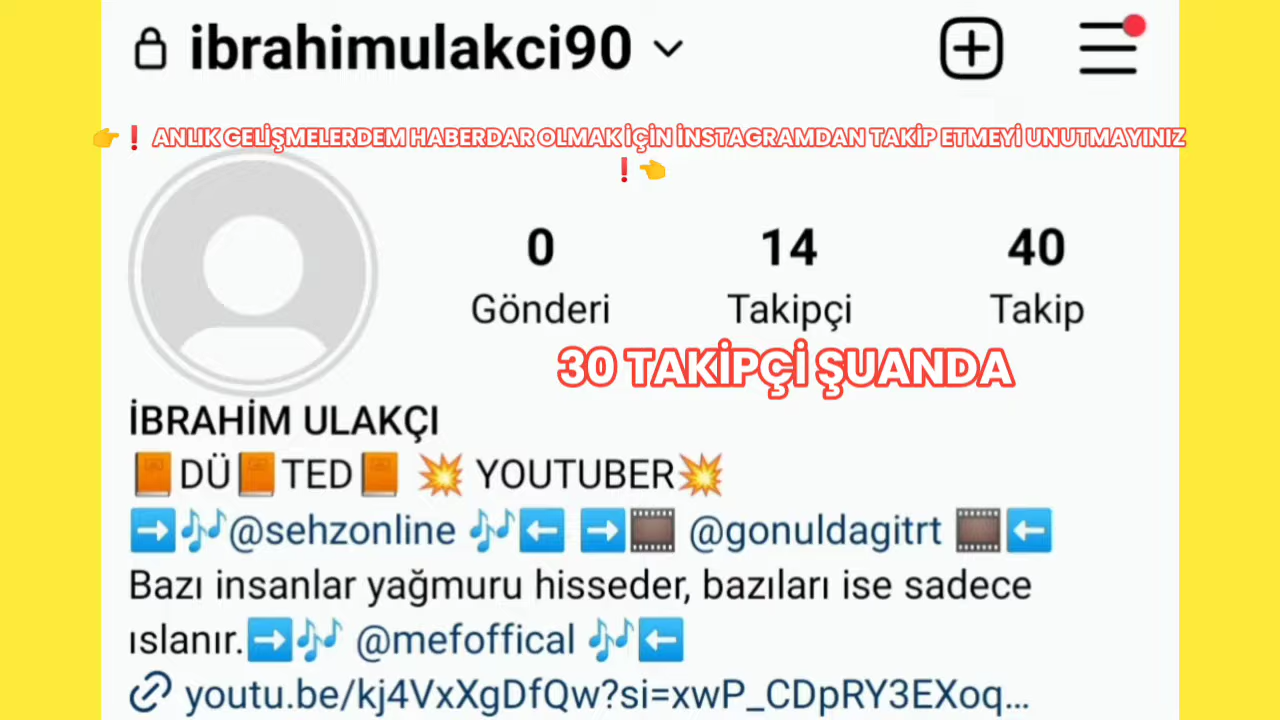 ibrahimulakci90
👉❗ ANLIK GELİŞMELERDEM HABERDAR OLMAK İÇİN İNSTAGRAMDAN TAKİP ETMEYİ UNUTMAYINIZ
❗👈
0 14 40
Gönderi Takipçi Takip
30 TAKİPÇİ ŞUANDA
İBRAHİM ULAKÇI
📙DÜ📙TED📙 💥 YOUTUBER💥
➡️🎶@sehzonline 🎶⬅️ ➡️🎞️ @gonuldagitrt 🎞️⬅️
Bazı insanlar yağmuru hisseder, bazıları ise sadece
ıslanır.➡️🎶 @mefoffical 🎶⬅️
youtu.be/kj4VxXgDfQw?si=xwP_CDpRY3EXoq...